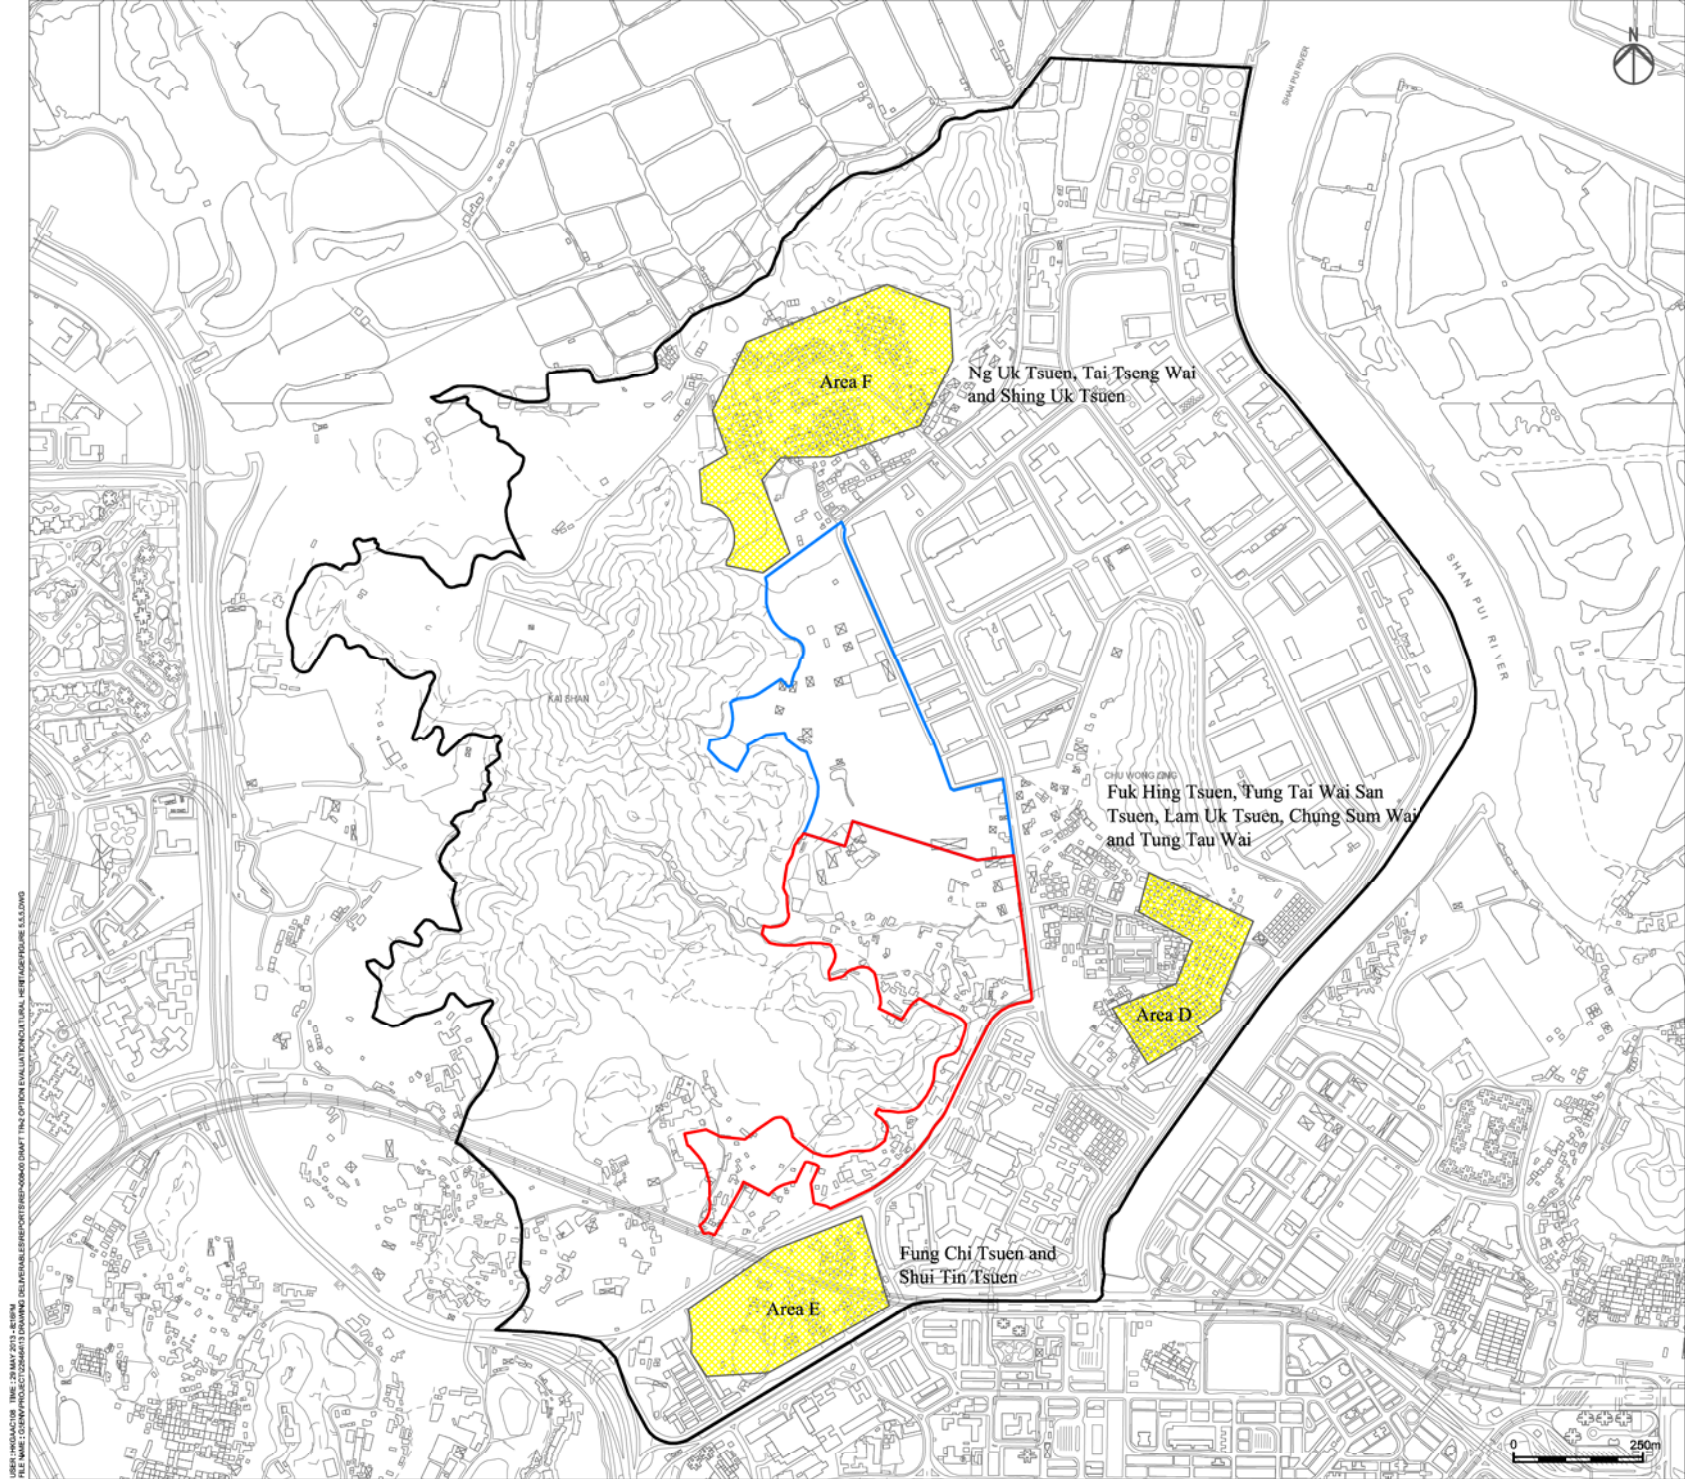 N
SHAN PUI RIVER
Area F
Ng Uk Tsuen, Tai Tseng Wai
and Shing Uk Tsuen
SHAN PUI RIVER
KAI SHAN
CHU WONG LING
Fuk Hing Tsuen, Tung Tai Wai San
Tsuen, Lam Uk Tsuen, Chung Sum Wai
and Tung Tau Wai
Area D
Fung Chi Tsuen and
Shui Tin Tsuen
Area E
0 250m